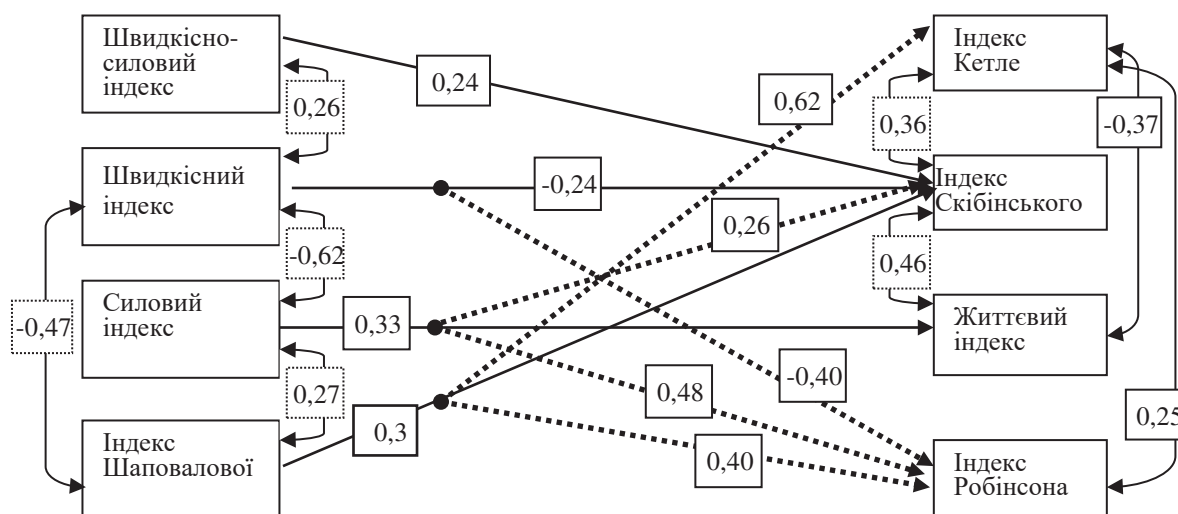 Швидкісно-
силовий
індекс
0,26
Швидкісний
індекс
-0,62
Силовий
індекс
-0,47
0,27
Індекс
Шаповалової
0,24
-0,24
0,62
0,26
0,33
0,3
0,48
-0,40
0,40
Індекс
Кетле
0,36
-0,37
Індекс
Скібінського
0,46
Життєвий
індекс
0,25
Індекс
Робінсона